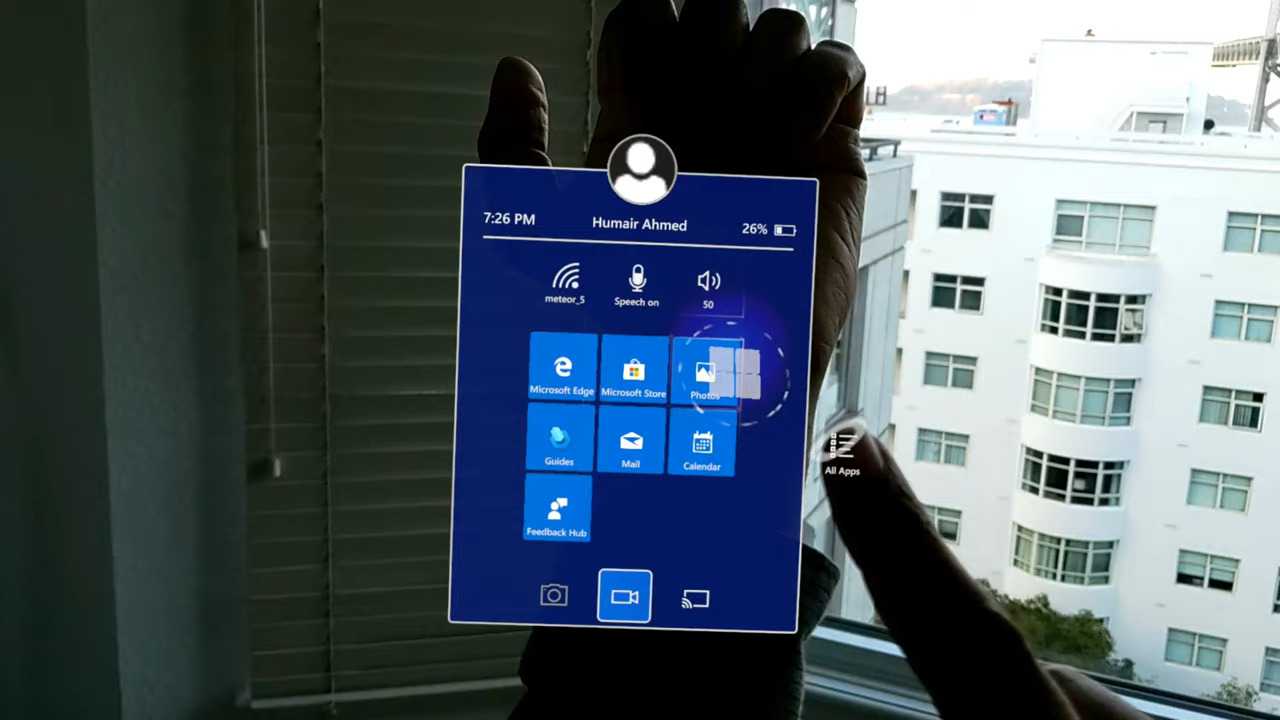 7:26 PM
Humair Ahmed
26%
meteor_5
Speech on
50
Microsoft Edge
Microsoft Store
Photos
Guides
Mail
Calendar
All Apps
Feedback Hub